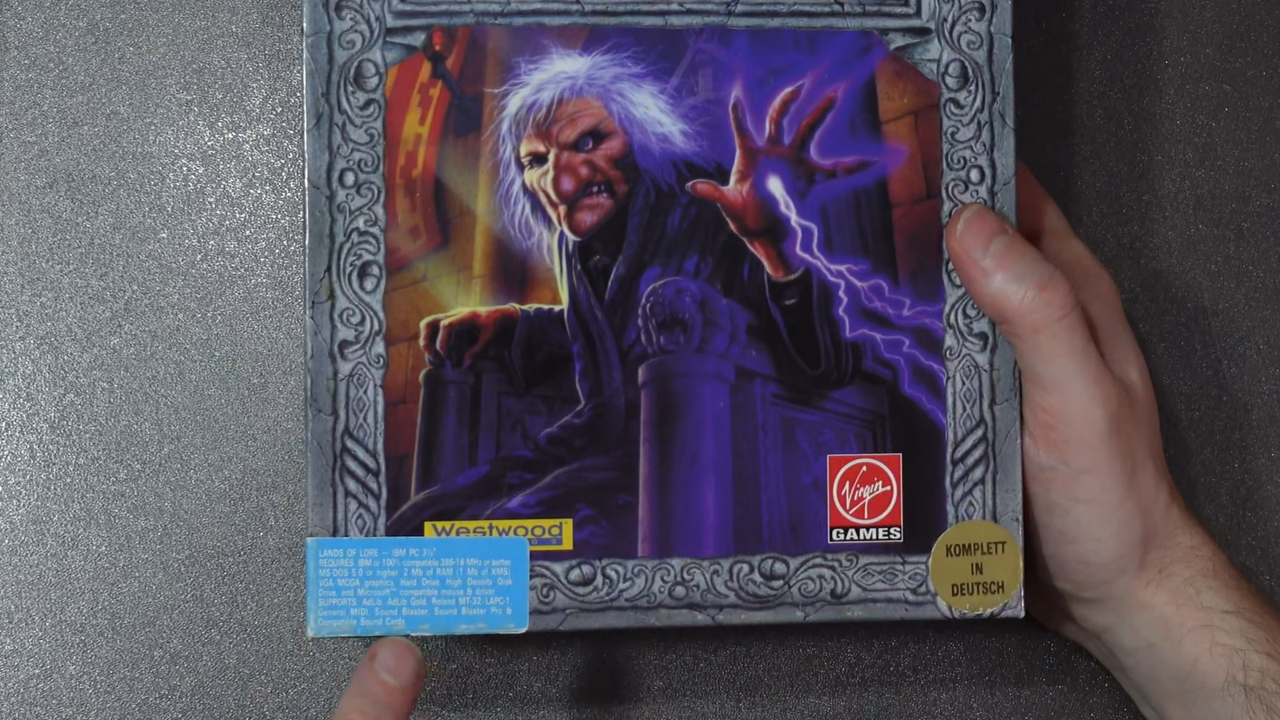 Virgin
GAMES
Westwood
LANDS OF LORE — IBM PC 3½"
REQUIRES IBM or 100% compatible 386-16 MHz or better.
MS-DOS 5.0 or higher. 2 Mb of RAM (1 Mb of XMS).
VGA/MCGA graphics. Hard Drive. High Density Disk
Drive, and Microsoft™ compatible mouse & driver
SUPPORTS: AdLib, AdLib Gold, Roland MT-32, LAPC-1,
General MIDI, Sound Blaster, Sound Blaster Pro &
Compatible Sound Cards.
KOMPLETT
IN
DEUTSCH